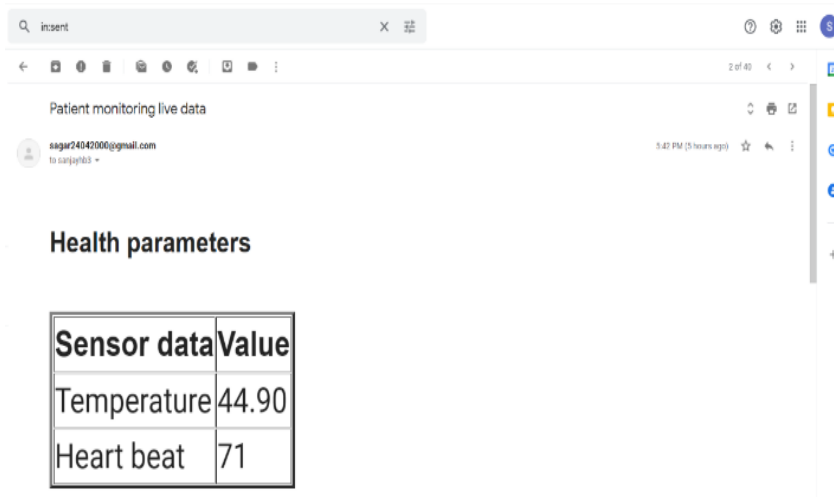 in:sent
2 of 40
Patient monitoring live data
sagar24042000@gmail.com
3:42 PM (5 hours ago)
to sanjayhb3
Health parameters
Sensor data Value
Temperature 44.90
Heart beat 71